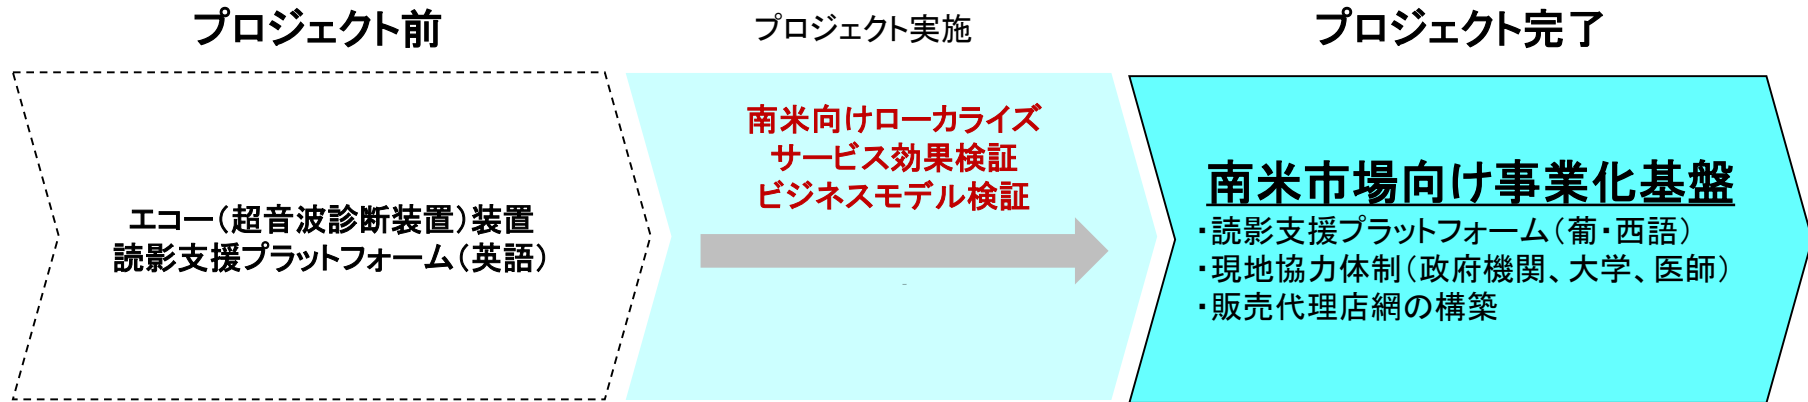 プロジェクト前
プロジェクト実施
プロジェクト完了
エコー(超音波診断装置)装置
読影支援プラットフォーム(英語)
南米向けローカライズ
サービス効果検証
ビジネスモデル検証
南米市場向け事業化基盤
・読影支援プラットフォーム(葡・西語)
・現地協力体制(政府機関、大学、医師)
・販売代理店網の構築